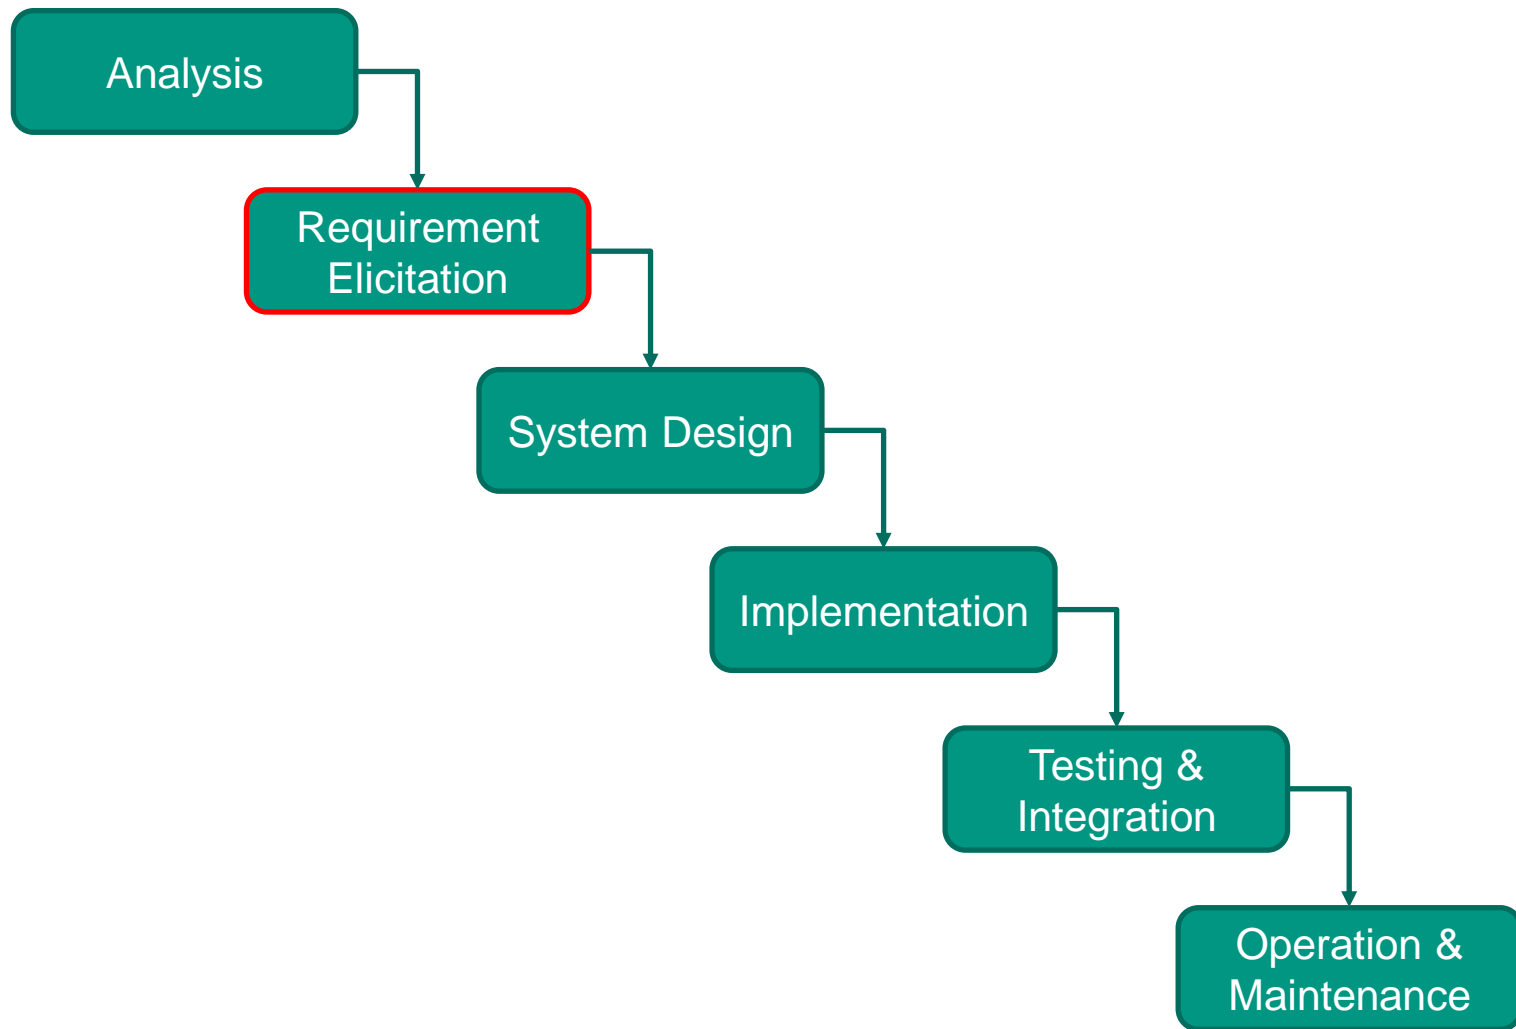 Analysis
Requirement
Elicitation
System Design
Implementation
Testing &
Integration
Operation &
Maintenance